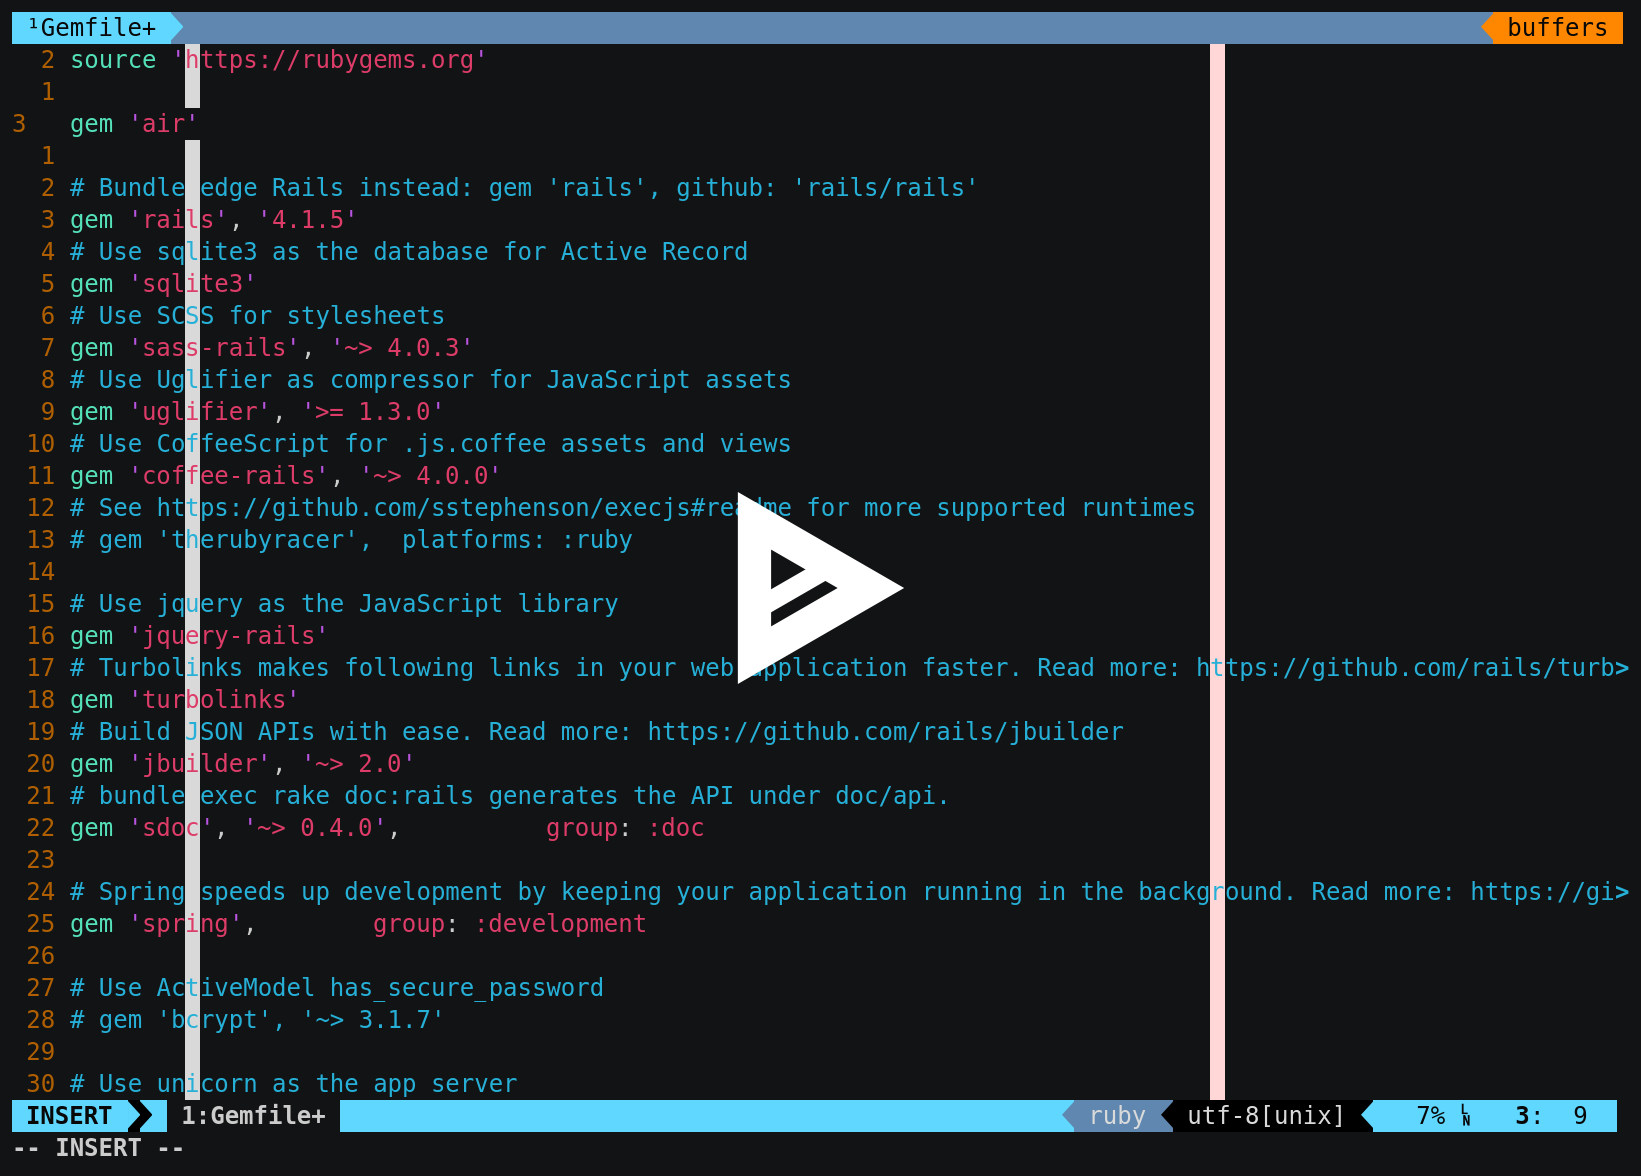 ¹Gemfile+ buffers
2 source 'https://rubygems.org'
1
3 gem 'air'
1
2 # Bundle edge Rails instead: gem 'rails', github: 'rails/rails'
3 gem 'rails', '4.1.5'
4 # Use sqlite3 as the database for Active Record
5 gem 'sqlite3'
6 # Use SCSS for stylesheets
7 gem 'sass-rails', '~> 4.0.3'
8 # Use Uglifier as compressor for JavaScript assets
9 gem 'uglifier', '>= 1.3.0'
10 # Use CoffeeScript for .js.coffee assets and views
11 gem 'coffee-rails', '~> 4.0.0'
12 # See https://github.com/sstephenson/execjs#readme for more supported runtimes
13 # gem 'therubyracer',  platforms: :ruby
14
15 # Use jquery as the JavaScript library
16 gem 'jquery-rails'
17 # Turbolinks makes following links in your web application faster. Read more: https://github.com/rails/turb>
18 gem 'turbolinks'
19 # Build JSON APIs with ease. Read more: https://github.com/rails/jbuilder
20 gem 'jbuilder', '~> 2.0'
21 # bundle exec rake doc:rails generates the API under doc/api.
22 gem 'sdoc', '~> 0.4.0',          group: :doc
23
24 # Spring speeds up development by keeping your application running in the background. Read more: https://gi>
25 gem 'spring',        group: :development
26
27 # Use ActiveModel has_secure_password
28 # gem 'bcrypt', '~> 3.1.7'
29
30 # Use unicorn as the app server
INSERT 1:Gemfile+ ruby utf-8[unix] 7% LN 3: 9
-- INSERT --